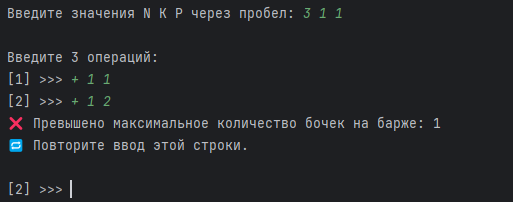 Введите значения N K P через пробел: 3 1 1
Введите 3 операций:
[1] >>> + 1 1
[2] >>> + 1 2
❌ Превышено максимальное количество бочек на барже: 1
🔁 Повторите ввод этой строки.
[2] >>>